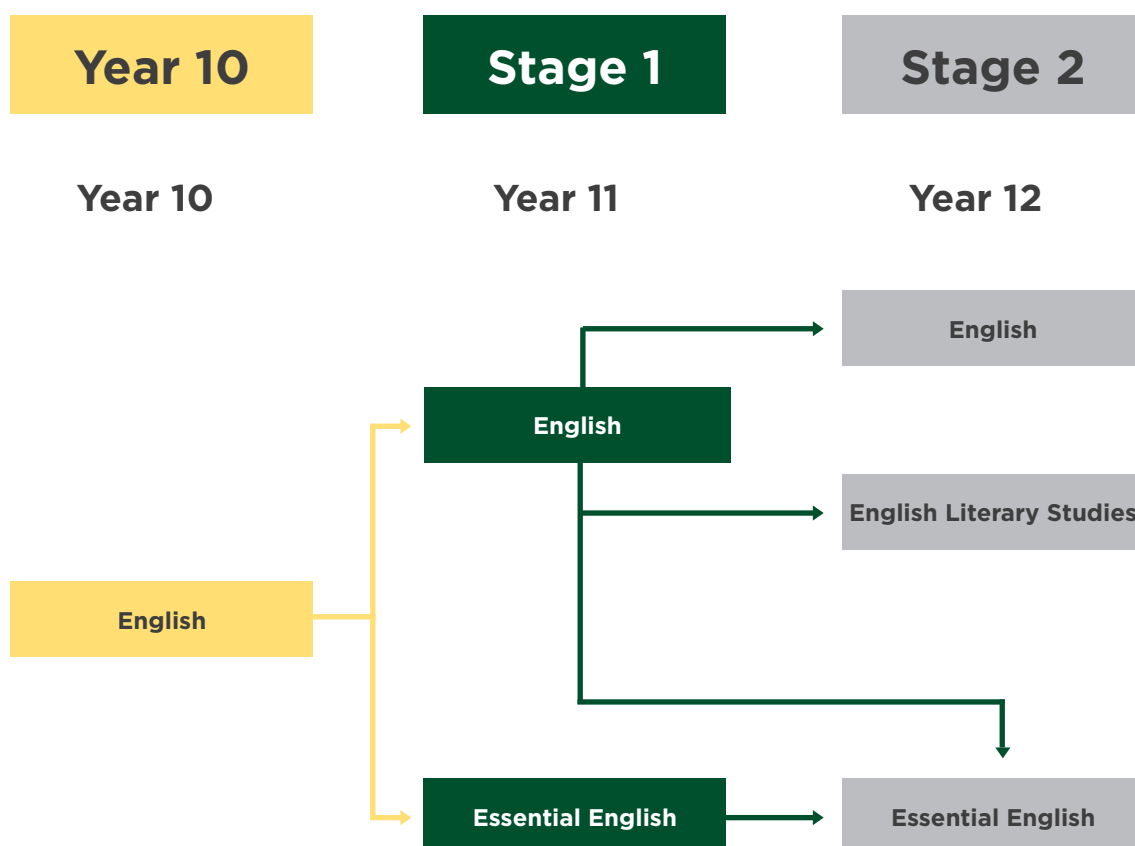 Year 10
Stage 1
Stage 2
Year 10
Year 11
Year 12
English
English
English Literary Studies
English
Essential English
Essential English